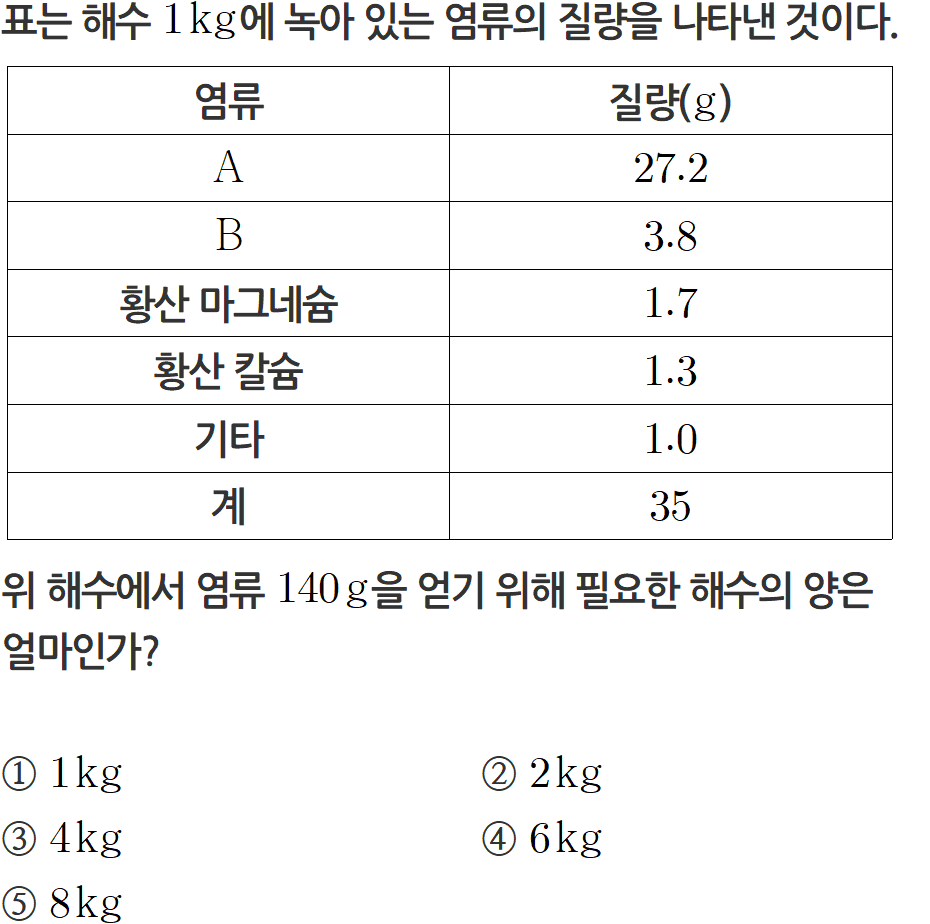 표는 해수 1kg에 녹아 있는 염류의 질량을 나타낸 것이다.
염류 질량(g)
A 27.2
B 3.8
황산 마그네슘 1.7
황산 칼슘 1.3
기타 1.0
계 35
위 해수에서 염류 140g을 얻기 위해 필요한 해수의 양은
얼마인가?
① 1kg ② 2kg
③ 4kg ④ 6kg
⑤ 8kg